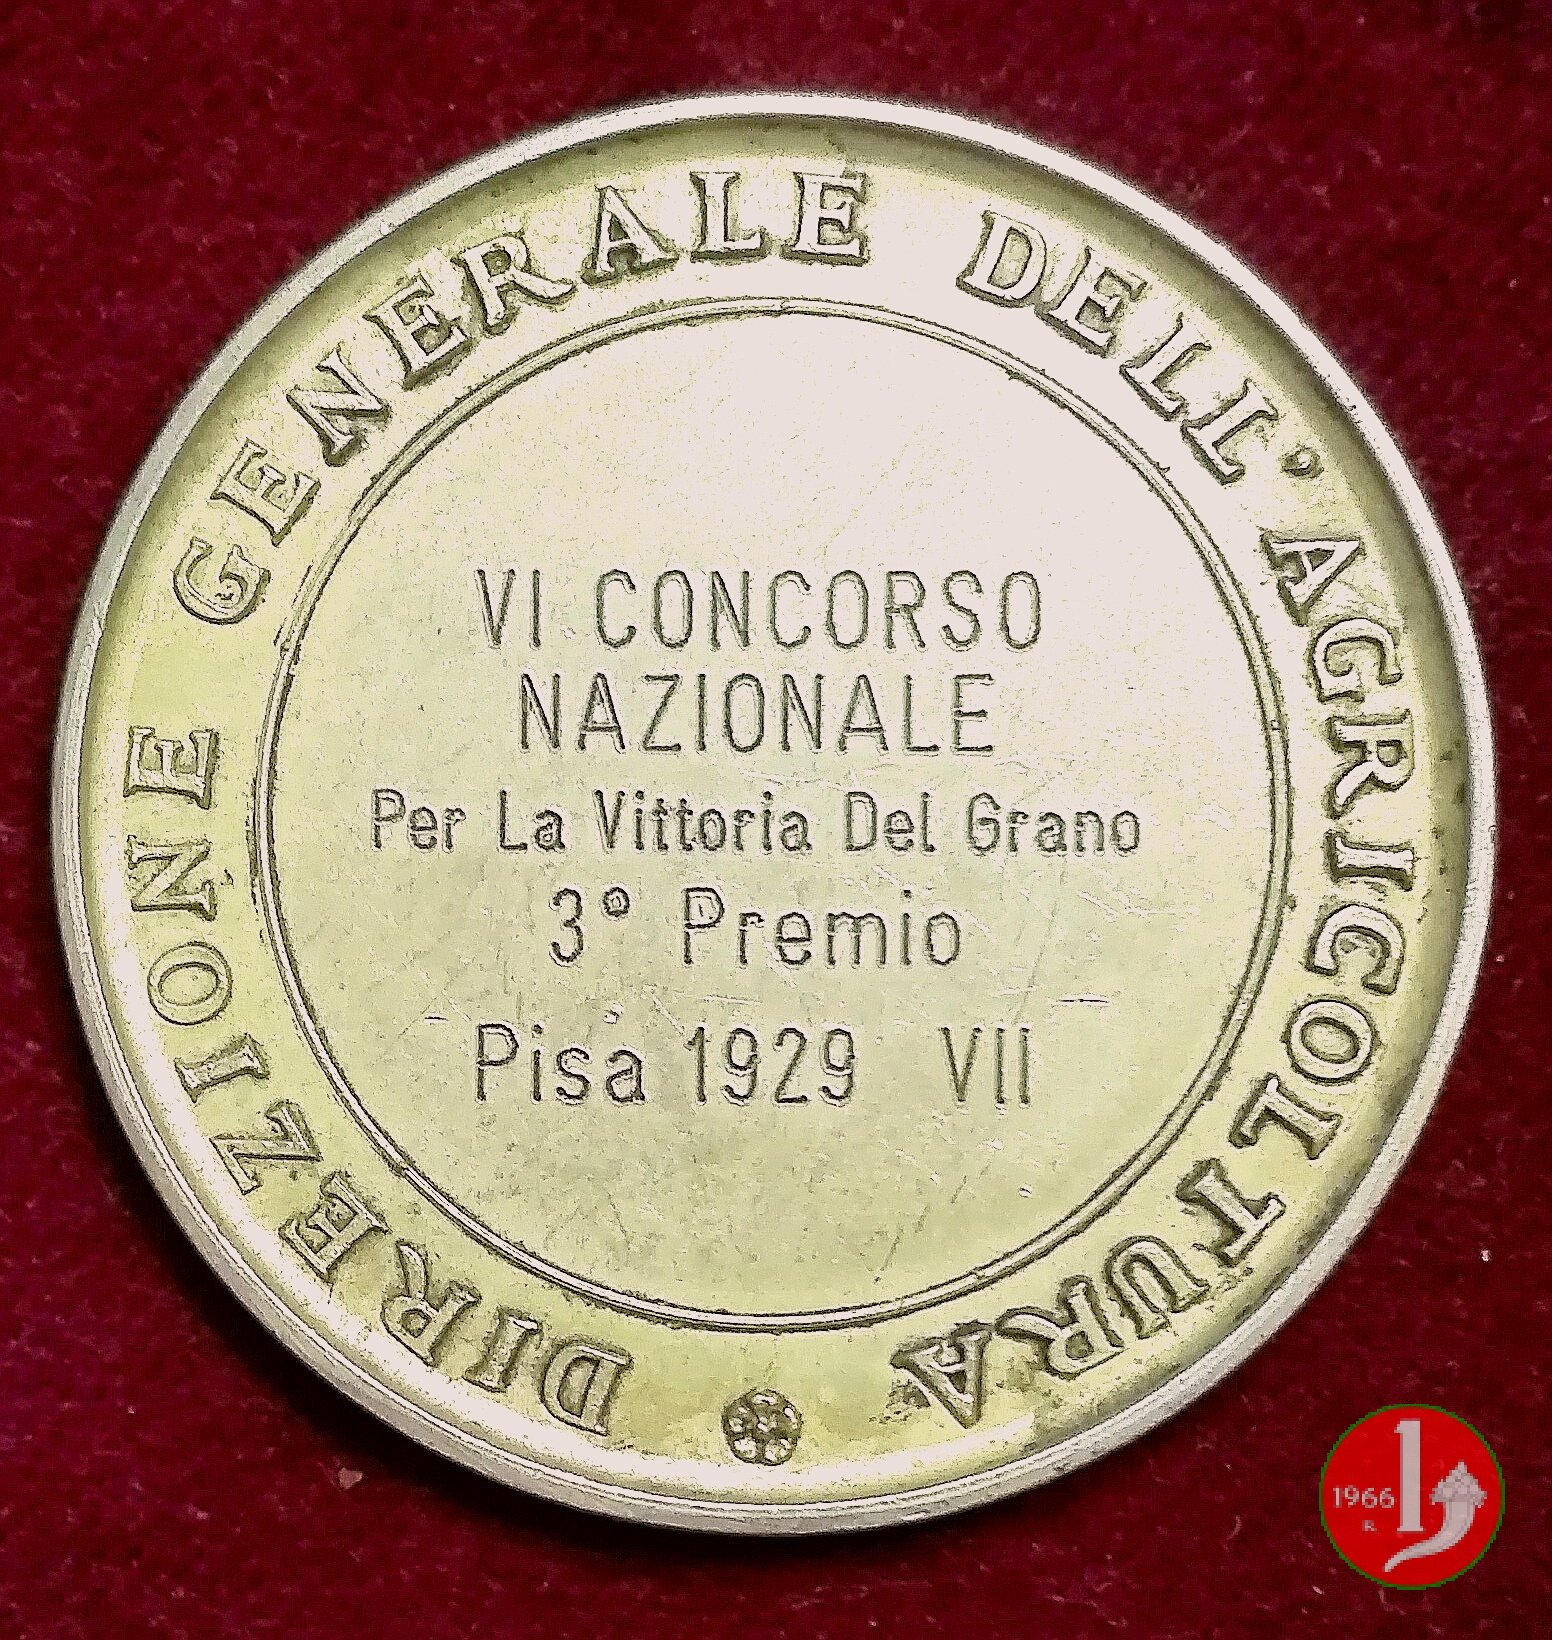 DIREZIONE GENERALE DELL'AGRICOLTURA
VI CONCORSO
NAZIONALE
Per La Vittoria Del Grano
3° Premio
Pisa 1929 VII
1966
R.